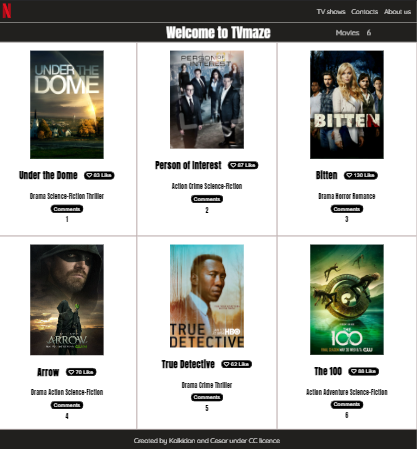 N
TV shows Contacts About us
Welcome to TVmaze
Movies 6
UNDER THE
DOME
PERSON OF
INTEREST
BITTEN
Under the Dome 83 Like
Person of Interest 67 Like
Bitten 130 Like
Drama Science-Fiction Thriller
Action Crime Science-Fiction
Drama Horror Romance
Comments
Comments
Comments
1
2
3
ARROW
TRUE
DETECTIVE
HBO
THE
100
CW
Arrow 70 Like
True Detective 62 Like
The 100 88 Like
Drama Action Science-Fiction
Drama Crime Thriller
Action Adventure Science-Fiction
Comments
Comments
Comments
4
5
6
Created by Kalkidan and Cesar under CC licence